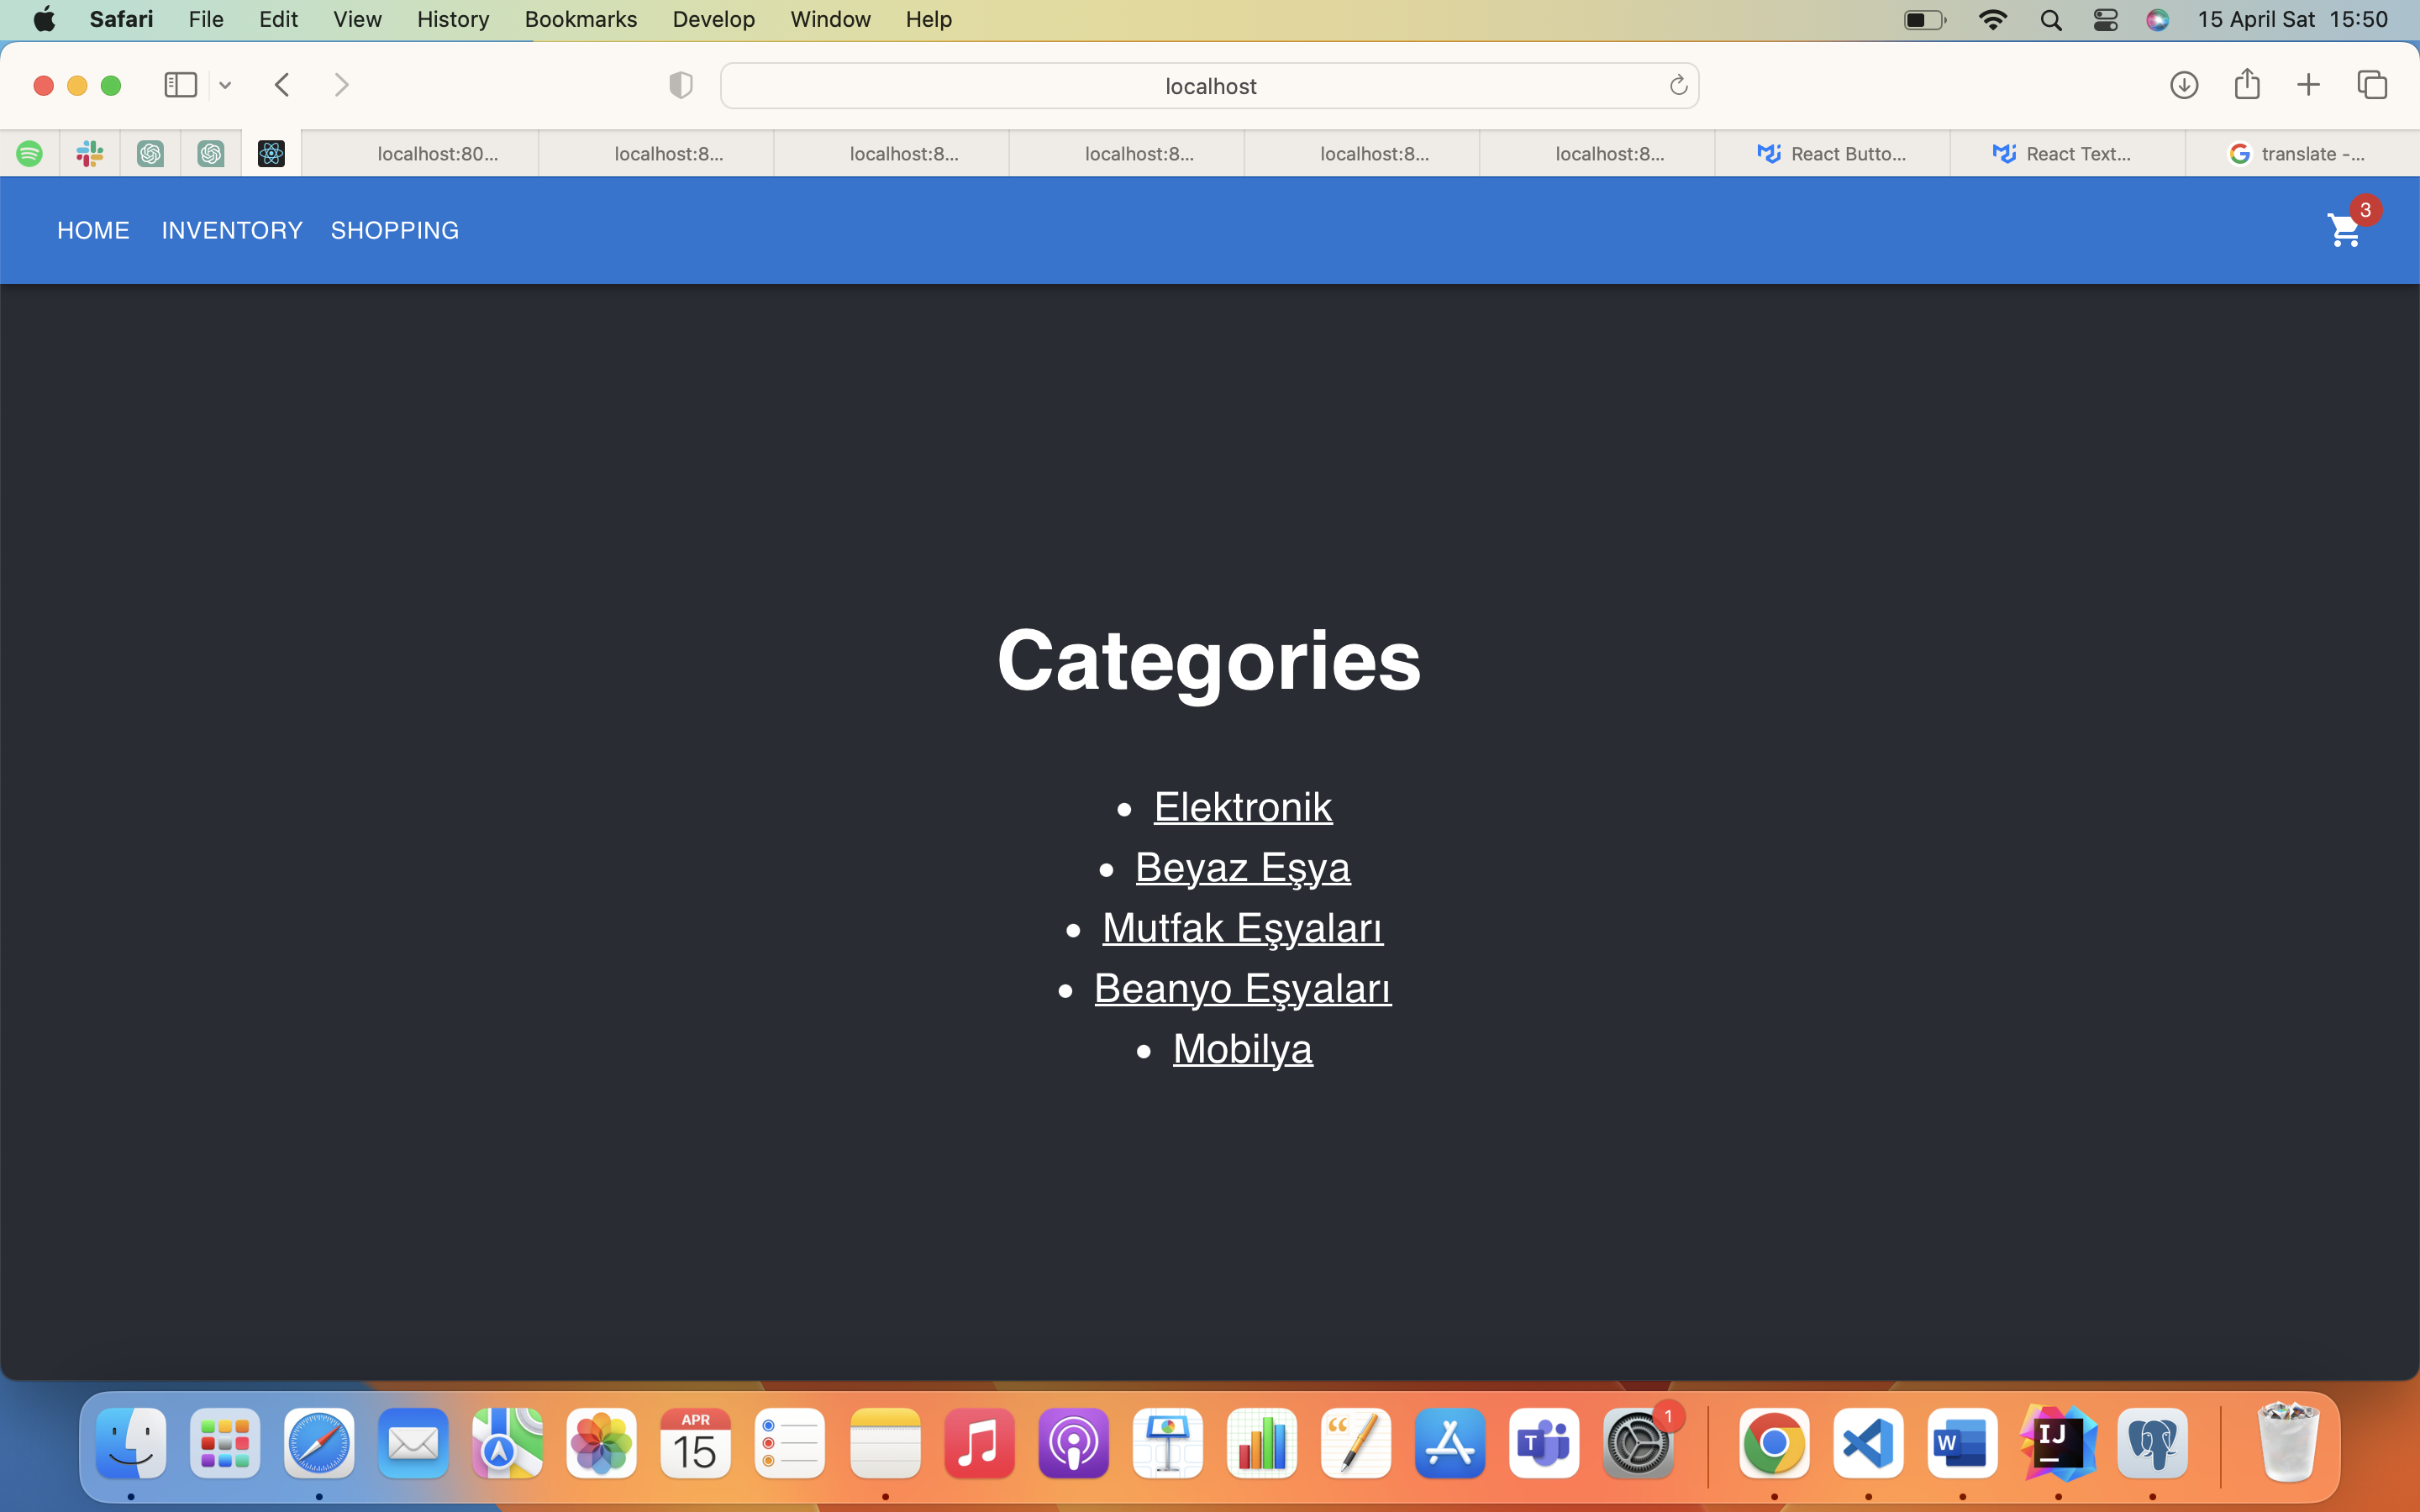 Safari File Edit View History Bookmarks Develop Window Help 15 April Sat 15:50
localhost
localhost:80... localhost:8... localhost:8... localhost:8... localhost:8... localhost:8... React Butto... React Text... translate -...
HOME INVENTORY SHOPPING 3
Categories
• Elektronik
• Beyaz Eşya
• Mutfak Eşyaları
• Beanyo Eşyaları
• Mobilya
APR
15
T
1
W
IJ